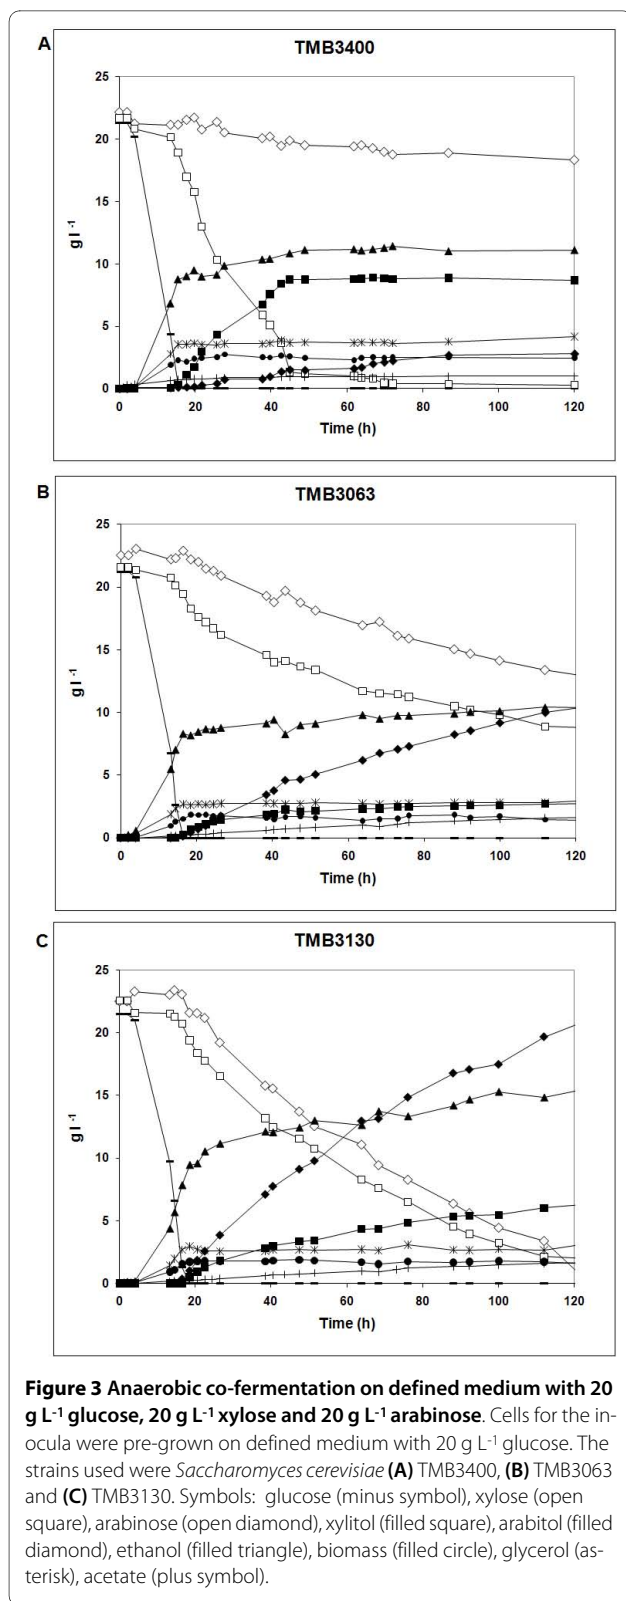 A
TMB3400
25
20
15
10
5
0
g l -1
0 20 40 60 80 100 120
Time (h)
B
TMB3063
25
20
15
10
5
0
g l -1
0 20 40 60 80 100 120
Time (h)
C
TMB3130
25
20
15
10
5
0
g l -1
0 20 40 60 80 100 120
Time (h)
Figure 3 Anaerobic co-fermentation on defined medium with 20
g L-1 glucose, 20 g L-1 xylose and 20 g L-1 arabinose. Cells for the in-
ocula were pre-grown on defined medium with 20 g L-1 glucose. The
strains used were Saccharomyces cerevisiae (A) TMB3400, (B) TMB3063
and (C) TMB3130. Symbols: glucose (minus symbol), xylose (open
square), arabinose (open diamond), xylitol (filled square), arabitol (filled
diamond), ethanol (filled triangle), biomass (filled circle), glycerol (as-
terisk), acetate (plus symbol).